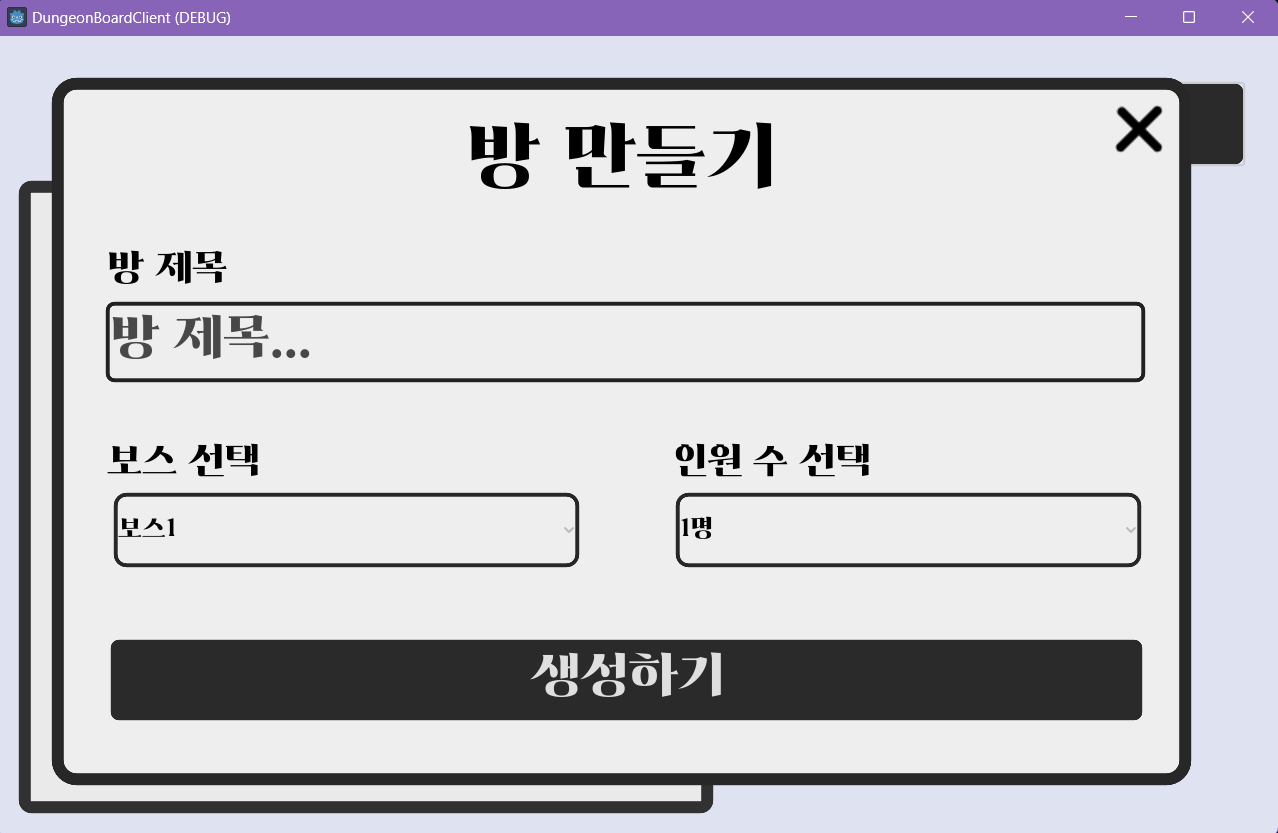 DungeonBoardClient (DEBUG)
방 만들기
방 제목
방 제목...
보스 선택
인원 수 선택
보스1
1명
생성하기